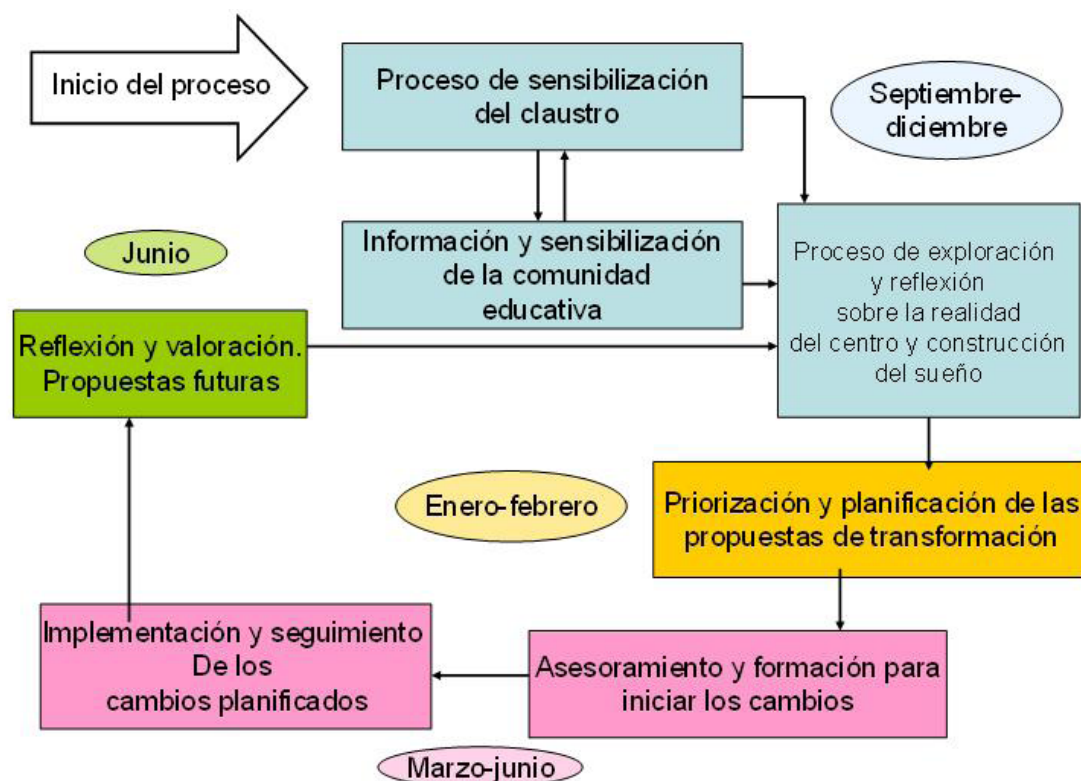 Inicio del proceso
Proceso de sensibilización
del claustro
Septiembre-
diciembre
Información y sensibilización
de la comunidad
educativa
Proceso de exploración
y reflexión
sobre la realidad
del centro y construcción
del sueño
Junio
Reflexión y valoración.
Propuestas futuras
Enero-febrero
Priorización y planificación de las
propuestas de transformación
Implementación y seguimiento
De los
cambios planificados
Asesoramiento y formación para
iniciar los cambios
Marzo-junio